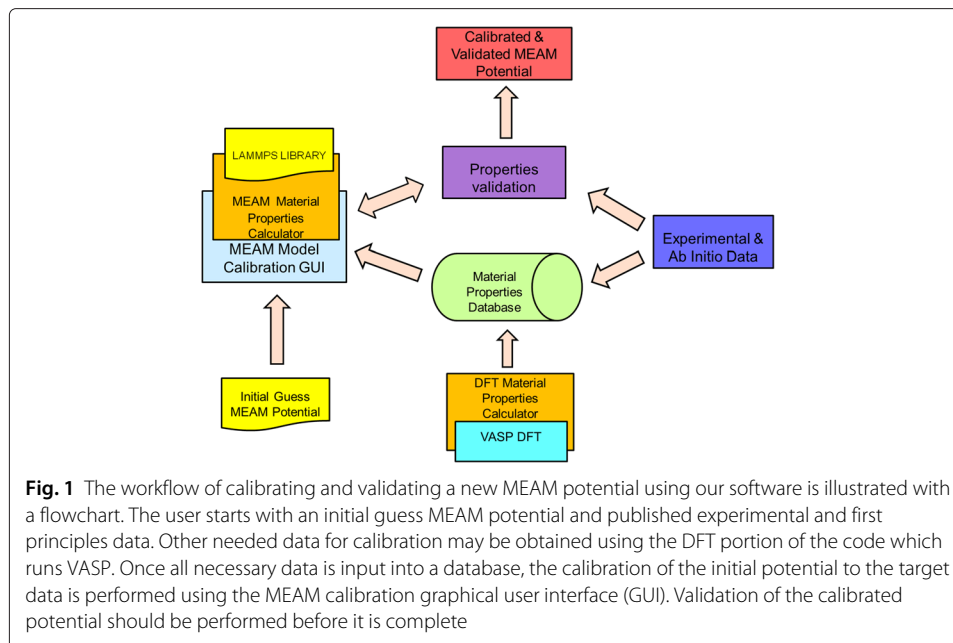 Calibrated &
Validated MEAM
Potential
LAMMPS LIBRARY
MEAM Material
Properties
Calculator
MEAM Model
Calibration GUI
Properties
validation
Experimental &
Ab Initio Data
Material
Properties
Database
Initial Guess
MEAM Potential
DFT Material
Properties
Calculator
VASP DFT
Fig. 1 The workflow of calibrating and validating a new MEAM potential using our software is illustrated with
a flowchart. The user starts with an initial guess MEAM potential and published experimental and first
principles data. Other needed data for calibration may be obtained using the DFT portion of the code which
runs VASP. Once all necessary data is input into a database, the calibration of the initial potential to the target
data is performed using the MEAM calibration graphical user interface (GUI). Validation of the calibrated
potential should be performed before it is complete